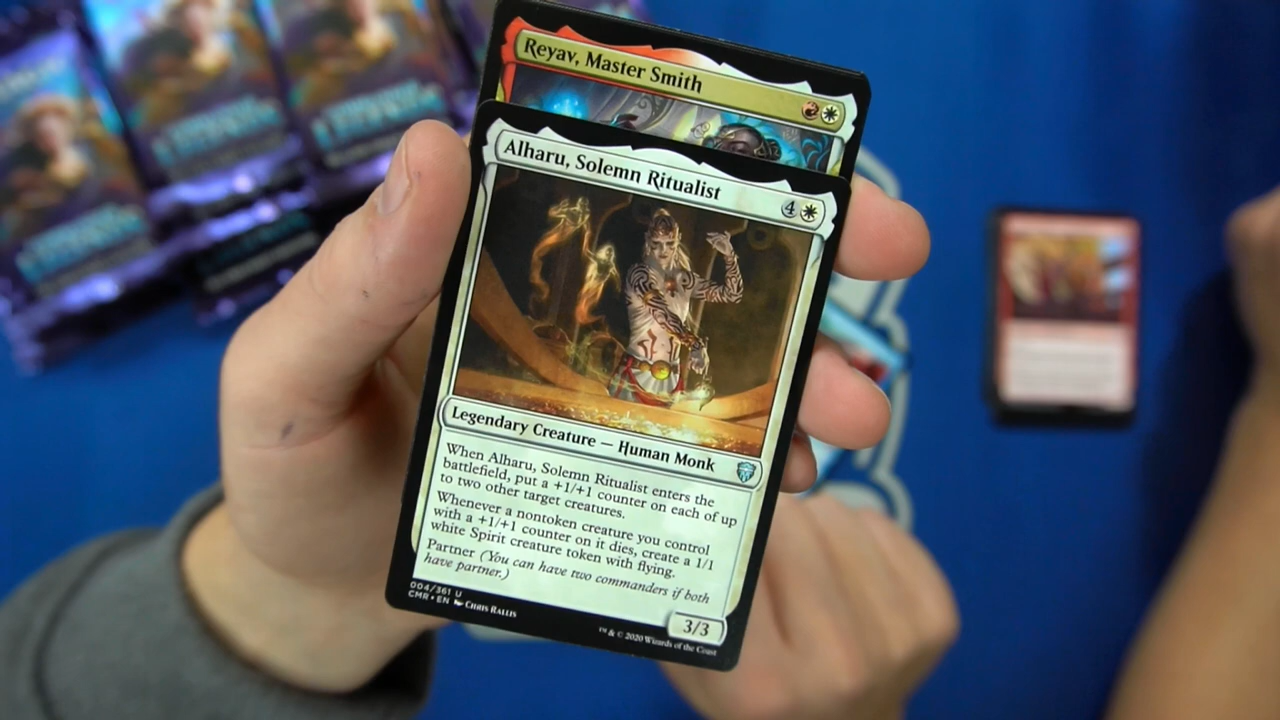 Reyav, Master Smith
Alharu, Solemn Ritualist
4
Legendary Creature — Human Monk
When Alharu, Solemn Ritualist enters the
battlefield, put a +1/+1 counter on each of up
to two other target creatures.
Whenever a nontoken creature you control
with a +1/+1 counter on it dies, create a 1/1
white Spirit creature token with flying.
Partner (You can have two commanders if both
have partner.)
004/361 U
CMR • EN CHRIS RALLIS
3/3
™ & © 2020 Wizards of the Coast